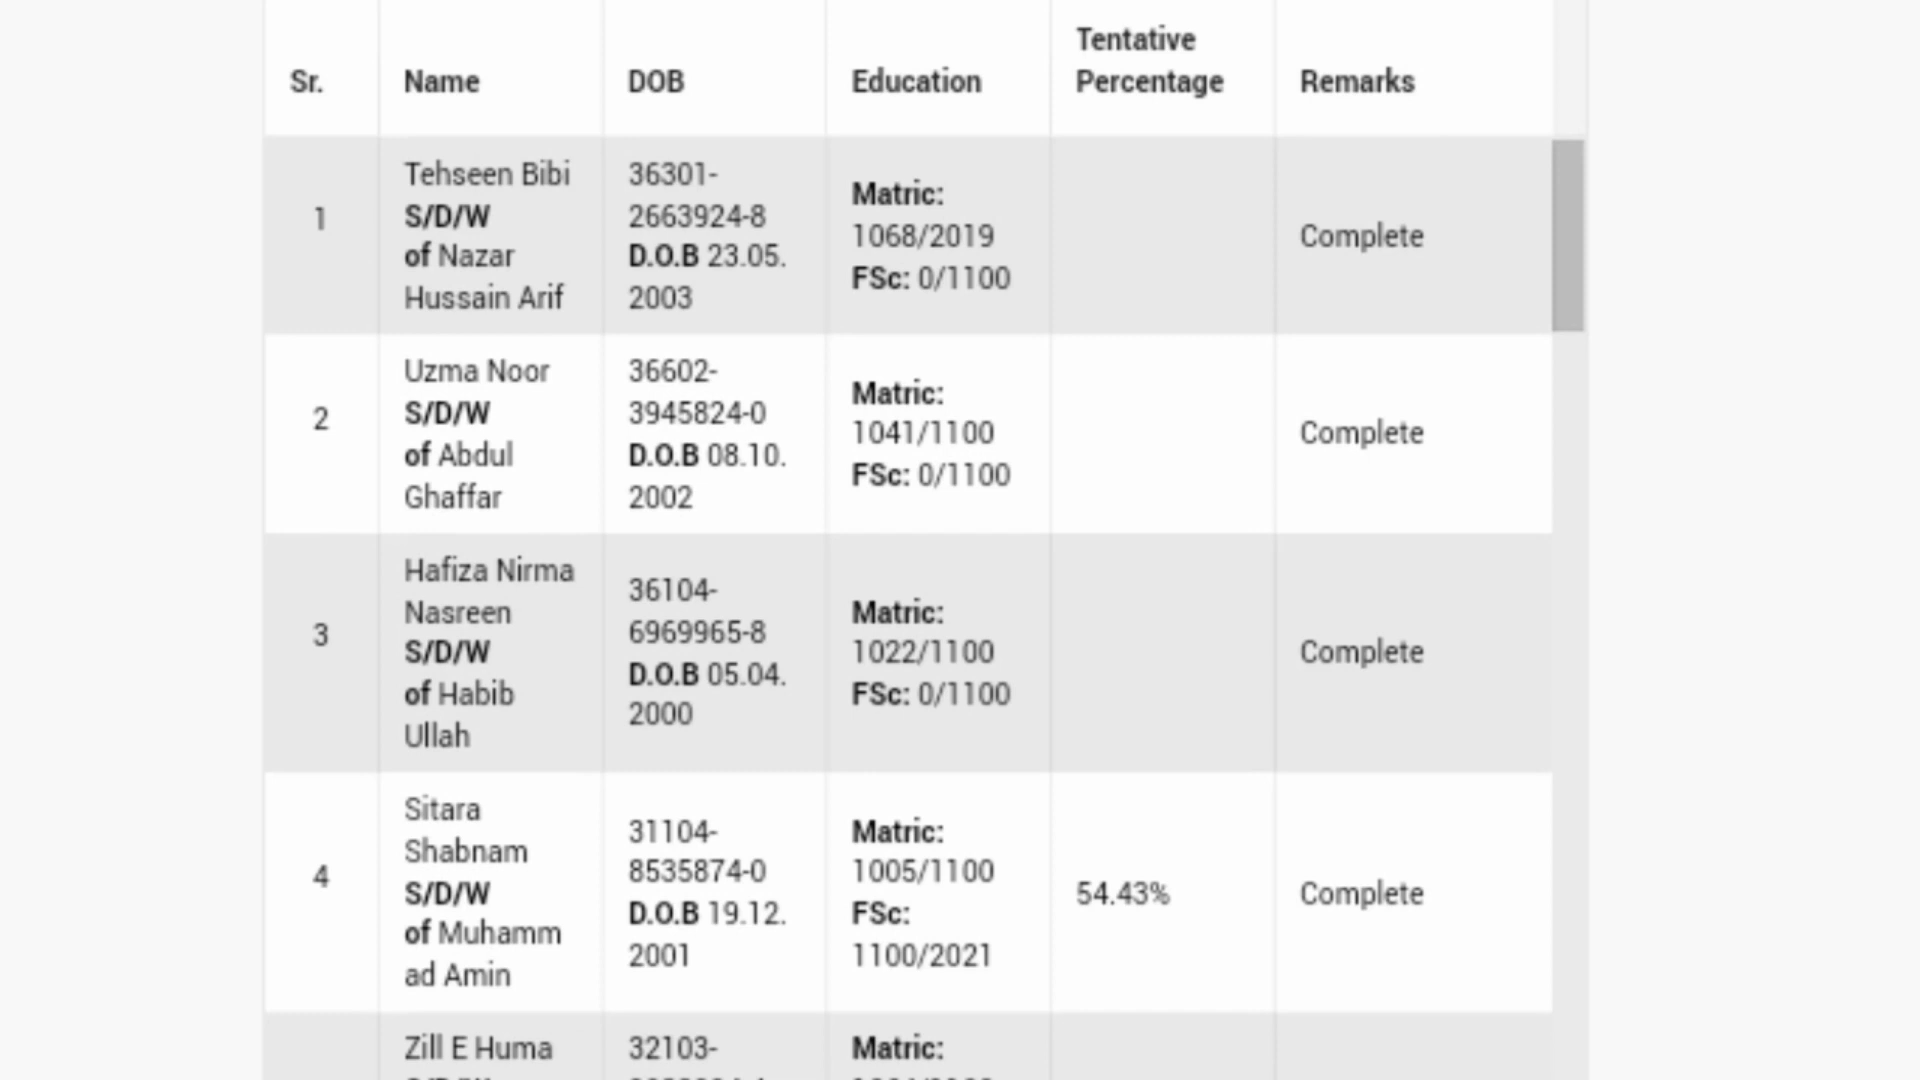 Sr.
Name
DOB
Education
Tentative
Percentage
Remarks
1
Tehseen Bibi
S/D/W
of Nazar
Hussain Arif
36301-
2663924-8
D.O.B 23.05.
2003
Matric:
1068/2019
FSc: 0/1100
Complete
2
Uzma Noor
S/D/W
of Abdul
Ghaffar
36602-
3945824-0
D.O.B 08.10.
2002
Matric:
1041/1100
FSc: 0/1100
Complete
3
Hafiza Nirma
Nasreen
S/D/W
of Habib
Ullah
36104-
6969965-8
D.O.B 05.04.
2000
Matric:
1022/1100
FSc: 0/1100
Complete
4
Sitara
Shabnam
S/D/W
of Muhamm
ad Amin
31104-
8535874-0
D.O.B 19.12.
2001
Matric:
1005/1100
FSc:
1100/2021
54.43%
Complete
Zill E Huma
32103-
Matric: